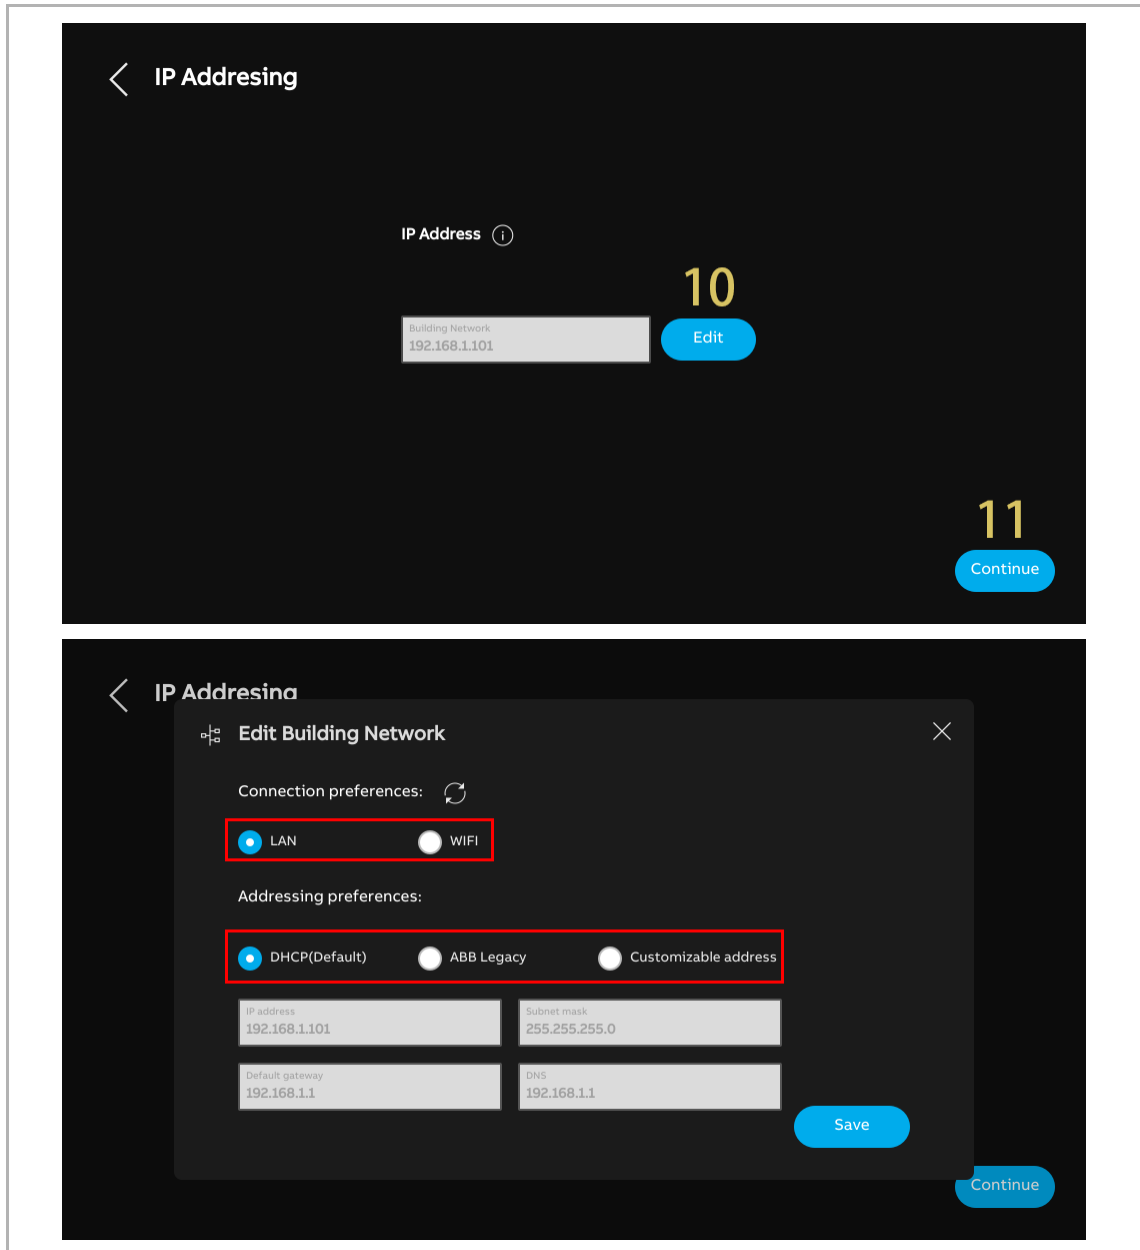 IP Addresing
IP Address
10
Building Network
192.168.1.101
Edit
11
Continue
IP Addresing
Edit Building Network
Connection preferences:
LAN WIFI
Addressing preferences:
DHCP(Default) ABB Legacy Customizable address
IP address Subnet mask
192.168.1.101 255.255.255.0
Default gateway DNS
192.168.1.1 192.168.1.1
Save
Continue